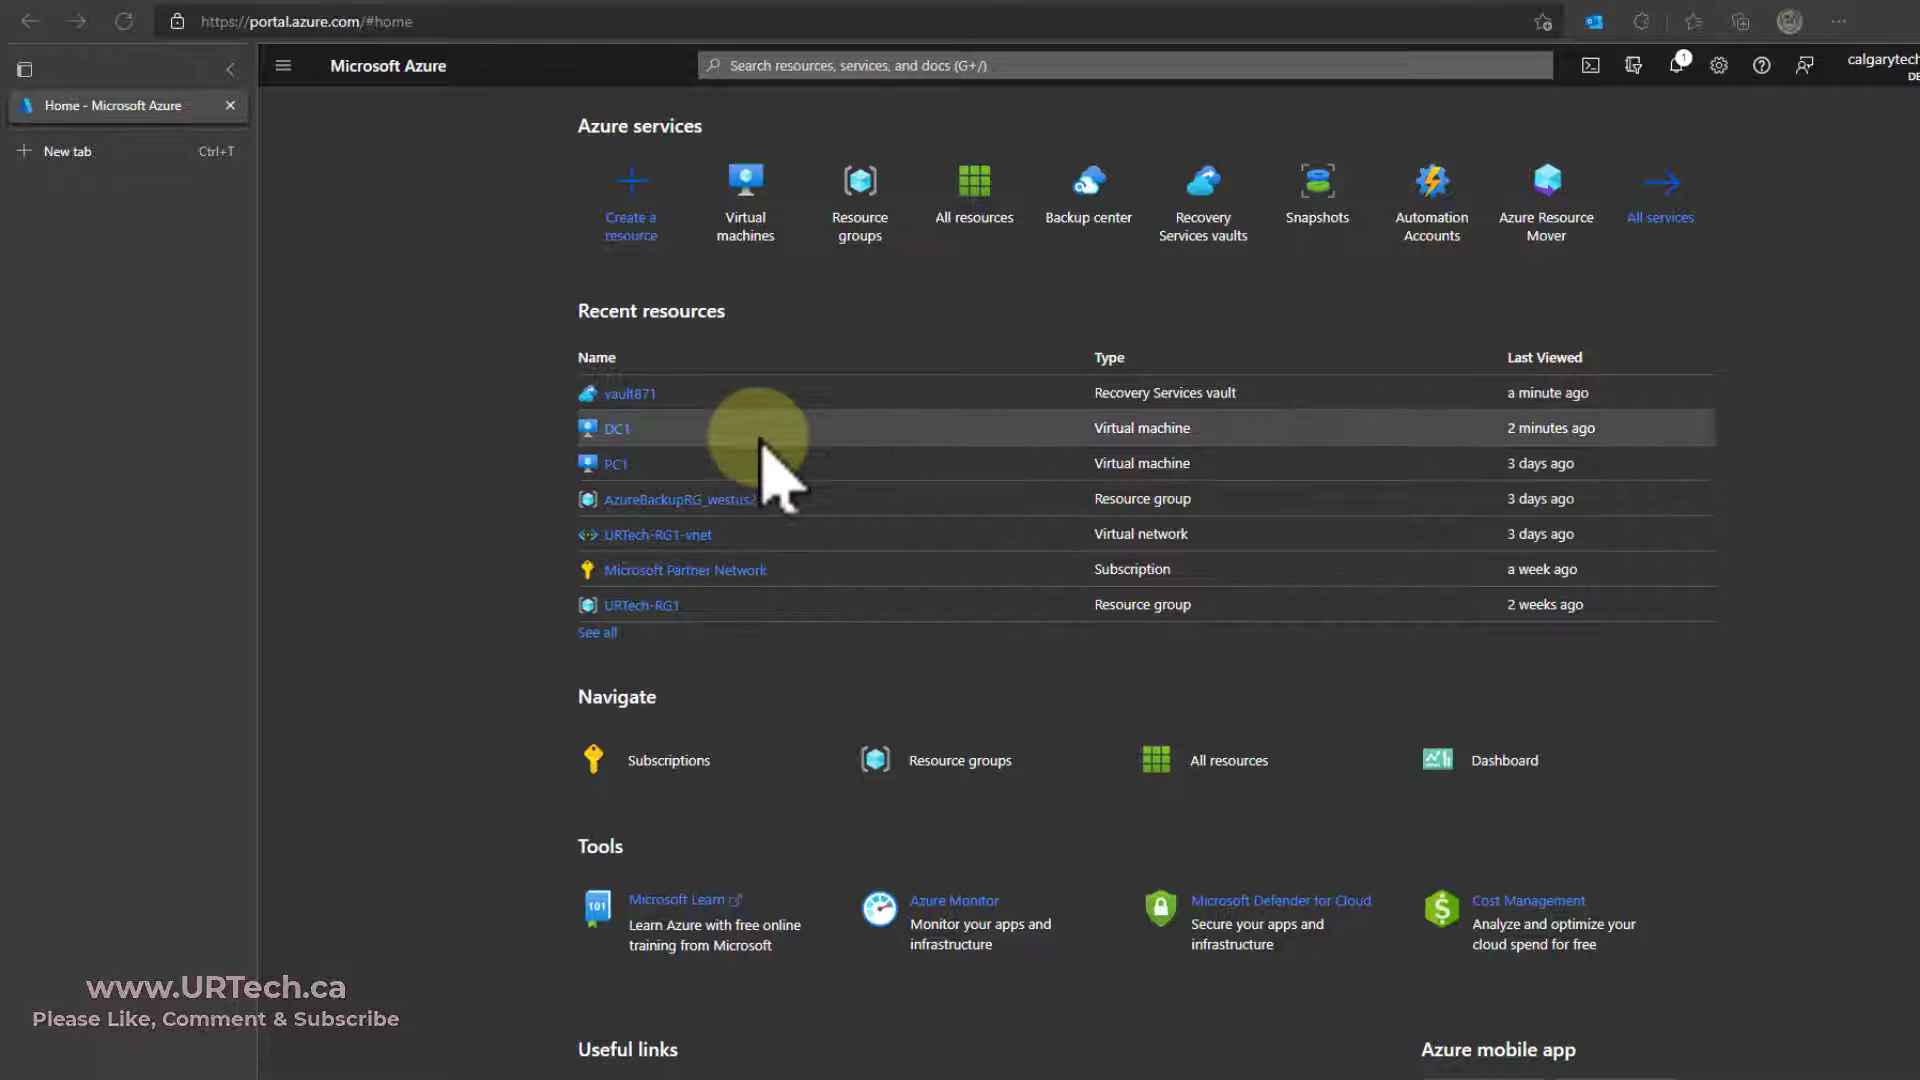 https://portal.azure.com/#home
Microsoft Azure
Search resources, services, and docs (G+/)
1
calgarytech
DE
Home - Microsoft Azure
New tab
Ctrl+T
Azure services
Create a
resource
Virtual
machines
Resource
groups
All resources
Backup center
Recovery
Services vaults
Snapshots
Automation
Accounts
Azure Resource
Mover
All services
Recent resources
Name Type Last Viewed
vault871 Recovery Services vault a minute ago
DC1 Virtual machine 2 minutes ago
PC1 Virtual machine 3 days ago
AzureBackupRG_westus Resource group 3 days ago
URTech-RG1-vnet Virtual network 3 days ago
Microsoft Partner Network Subscription a week ago
URTech-RG1 Resource group 2 weeks ago
See all
Navigate
Subscriptions Resource groups All resources Dashboard
Tools
101
Microsoft Learn
Learn Azure with free online
training from Microsoft
Azure Monitor
Monitor your apps and
infrastructure
Microsoft Defender for Cloud
Secure your apps and
infrastructure
Cost Management
Analyze and optimize your
cloud spend for free
www.URTech.ca
Please Like, Comment & Subscribe
Useful links
Azure mobile app